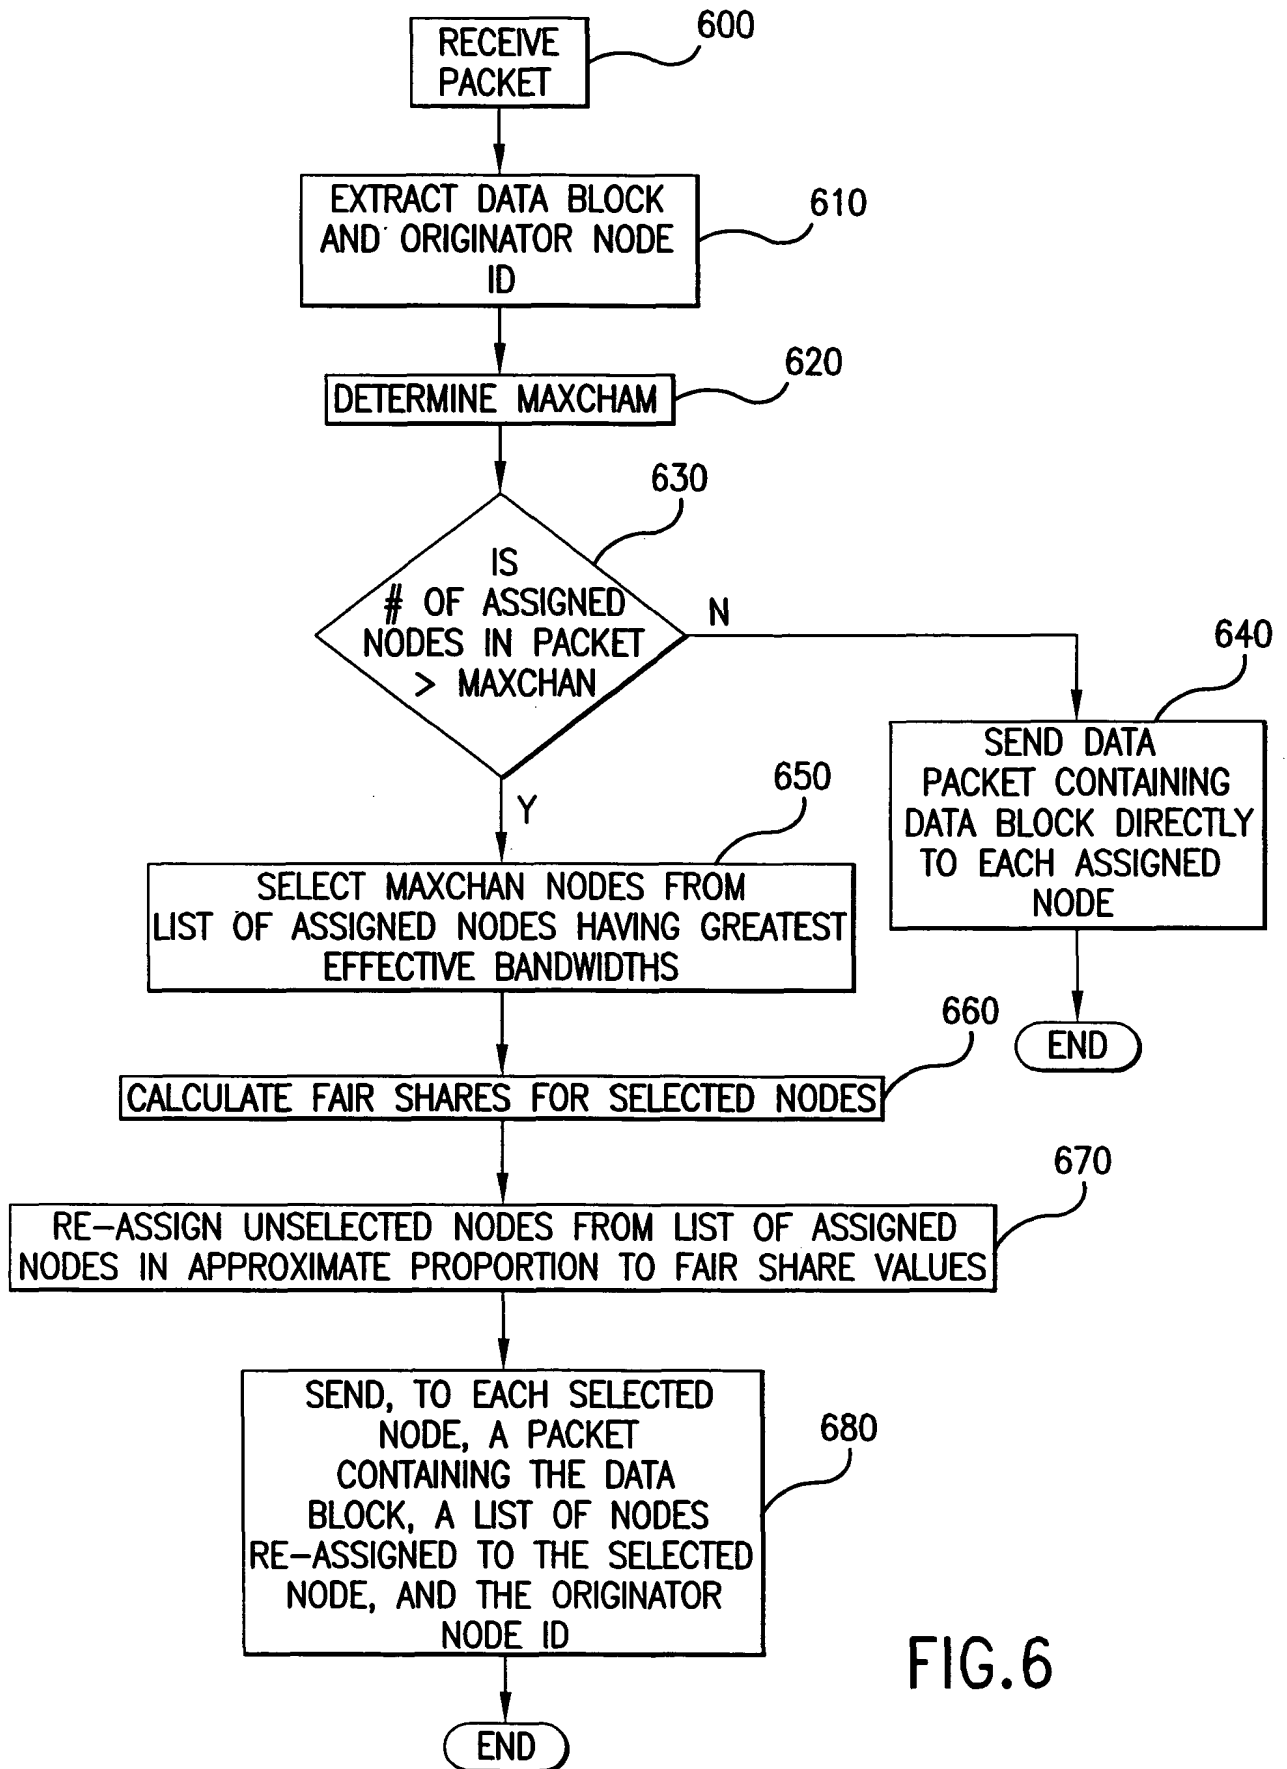 RECEIVE
PACKET
600
EXTRACT DATA BLOCK
AND ORIGINATOR NODE
ID
610
DETERMINE MAXCHAM
620
IS
# OF ASSIGNED
NODES IN PACKET
> MAXCHAN
630
N
Y
640
SEND DATA
PACKET CONTAINING
DATA BLOCK DIRECTLY
TO EACH ASSIGNED
NODE
END
650
SELECT MAXCHAN NODES FROM
LIST OF ASSIGNED NODES HAVING GREATEST
EFFECTIVE BANDWIDTHS
660
CALCULATE FAIR SHARES FOR SELECTED NODES
670
RE-ASSIGN UNSELECTED NODES FROM LIST OF ASSIGNED
NODES IN APPROXIMATE PROPORTION TO FAIR SHARE VALUES
SEND, TO EACH SELECTED
NODE, A PACKET
CONTAINING THE DATA
BLOCK, A LIST OF NODES
RE-ASSIGNED TO THE SELECTED
NODE, AND THE ORIGINATOR
NODE ID
680
END
FIG.6